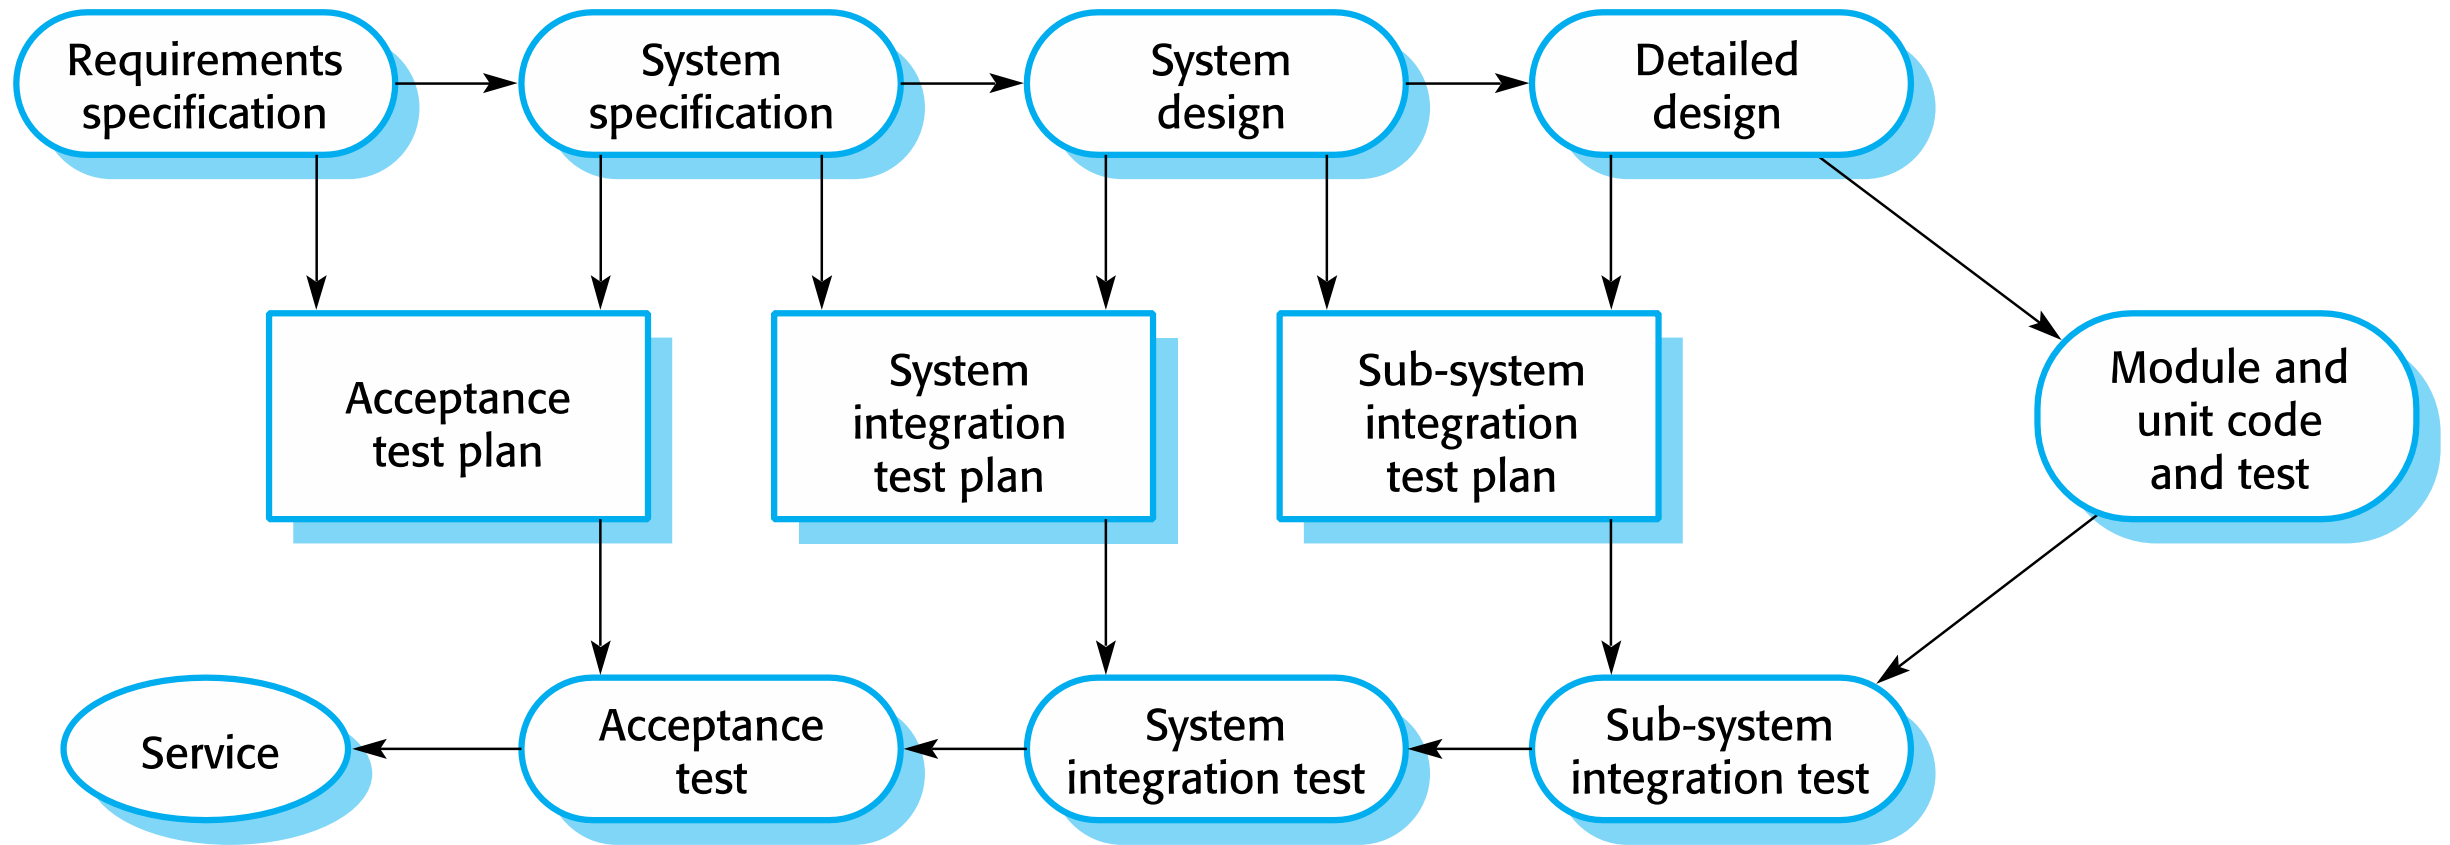 Requirements
specification
System
specification
System
design
Detailed
design
Acceptance
test plan
System
integration
test plan
Sub-system
integration
test plan
Module and
unit code
and test
Service
Acceptance
test
System
integration test
Sub-system
integration test